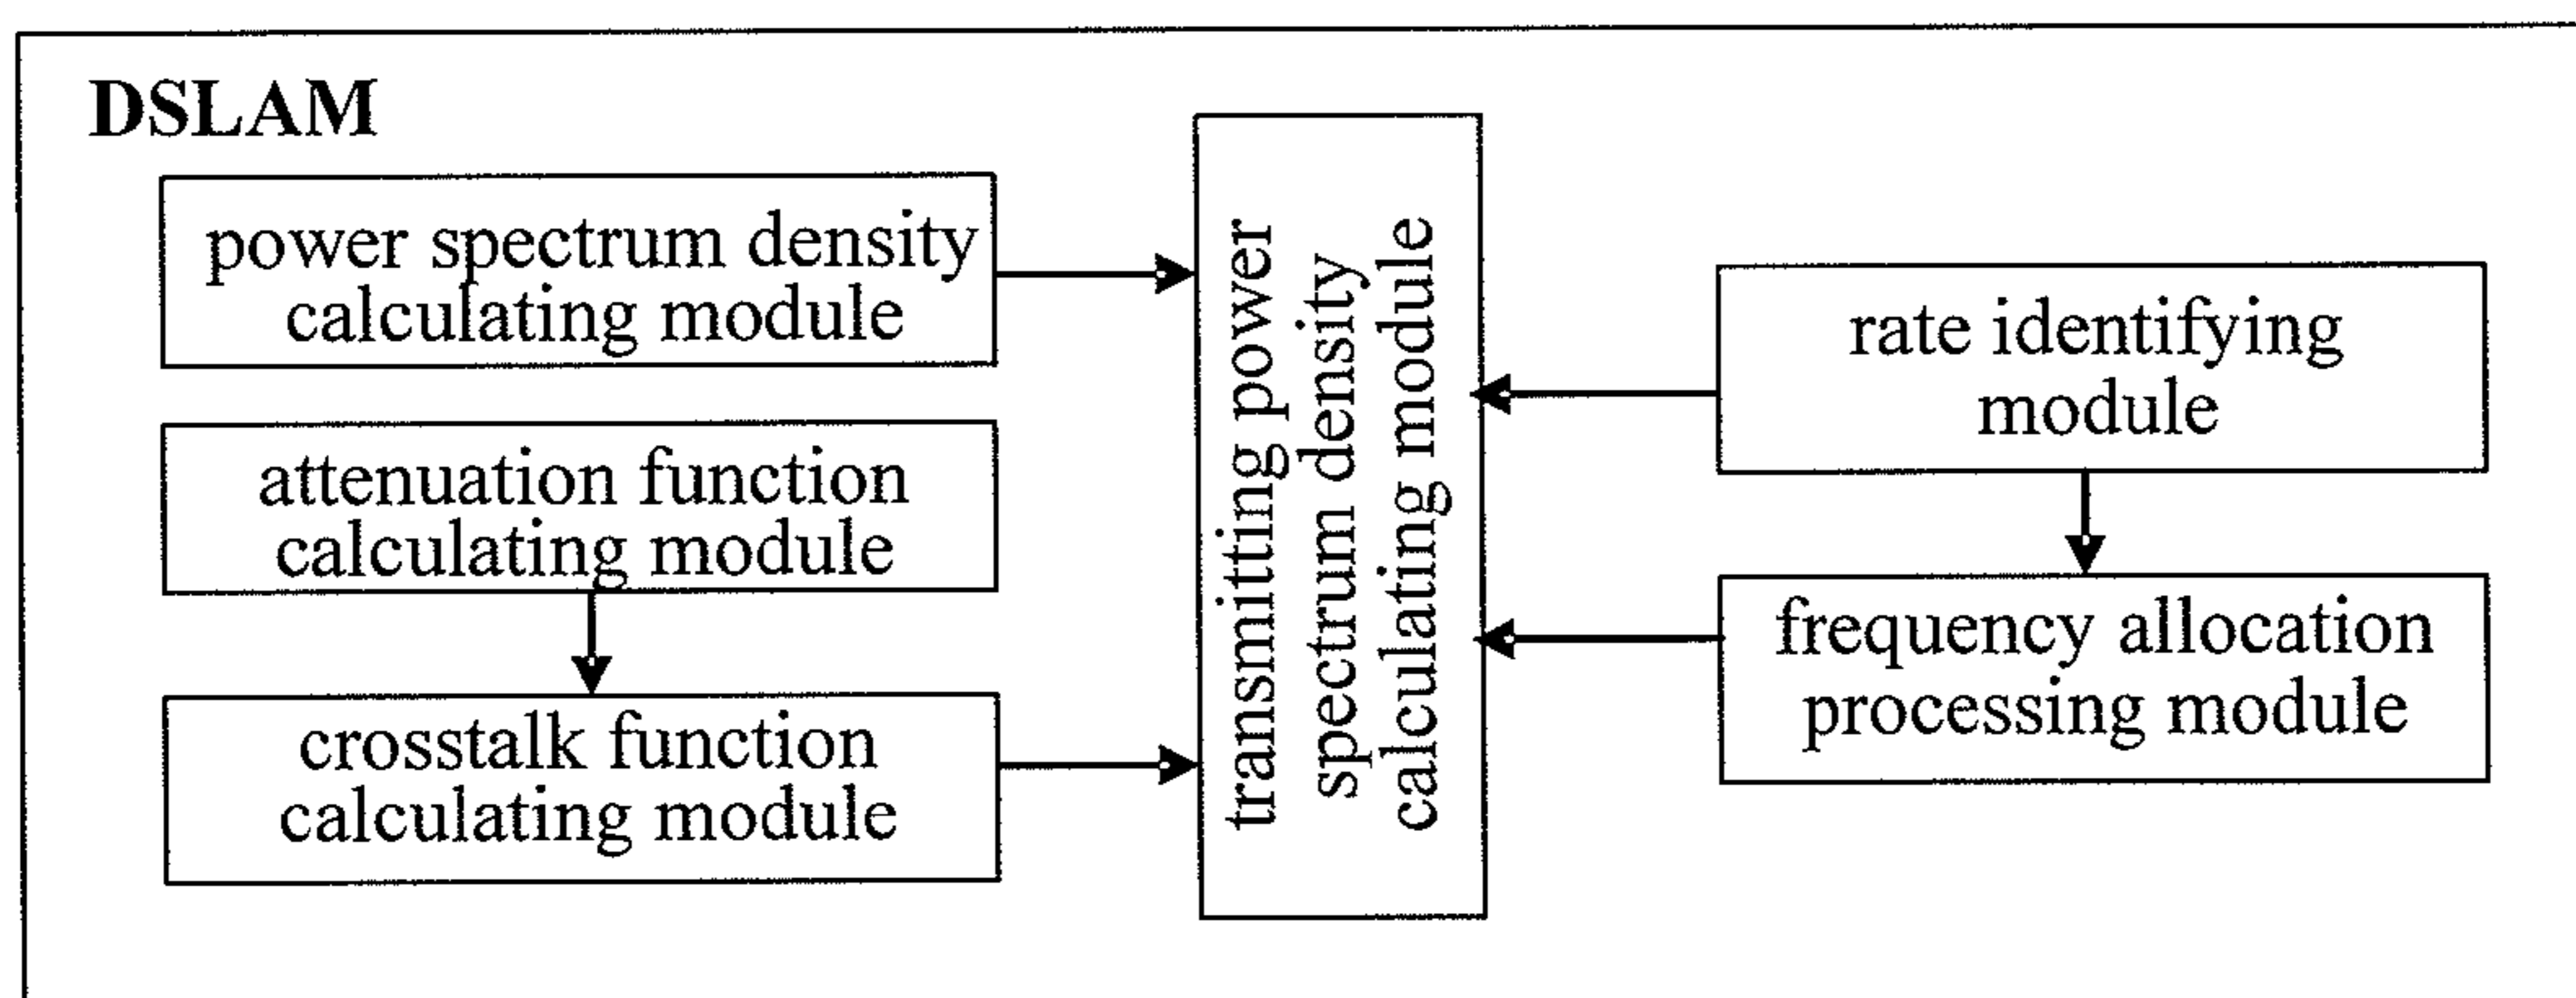 DSLAM
power spectrum density
calculating module
attenuation function
calculating module
crosstalk function
calculating module
transmitting power
spectrum density
calculating module
rate identifying
module
frequency allocation
processing module